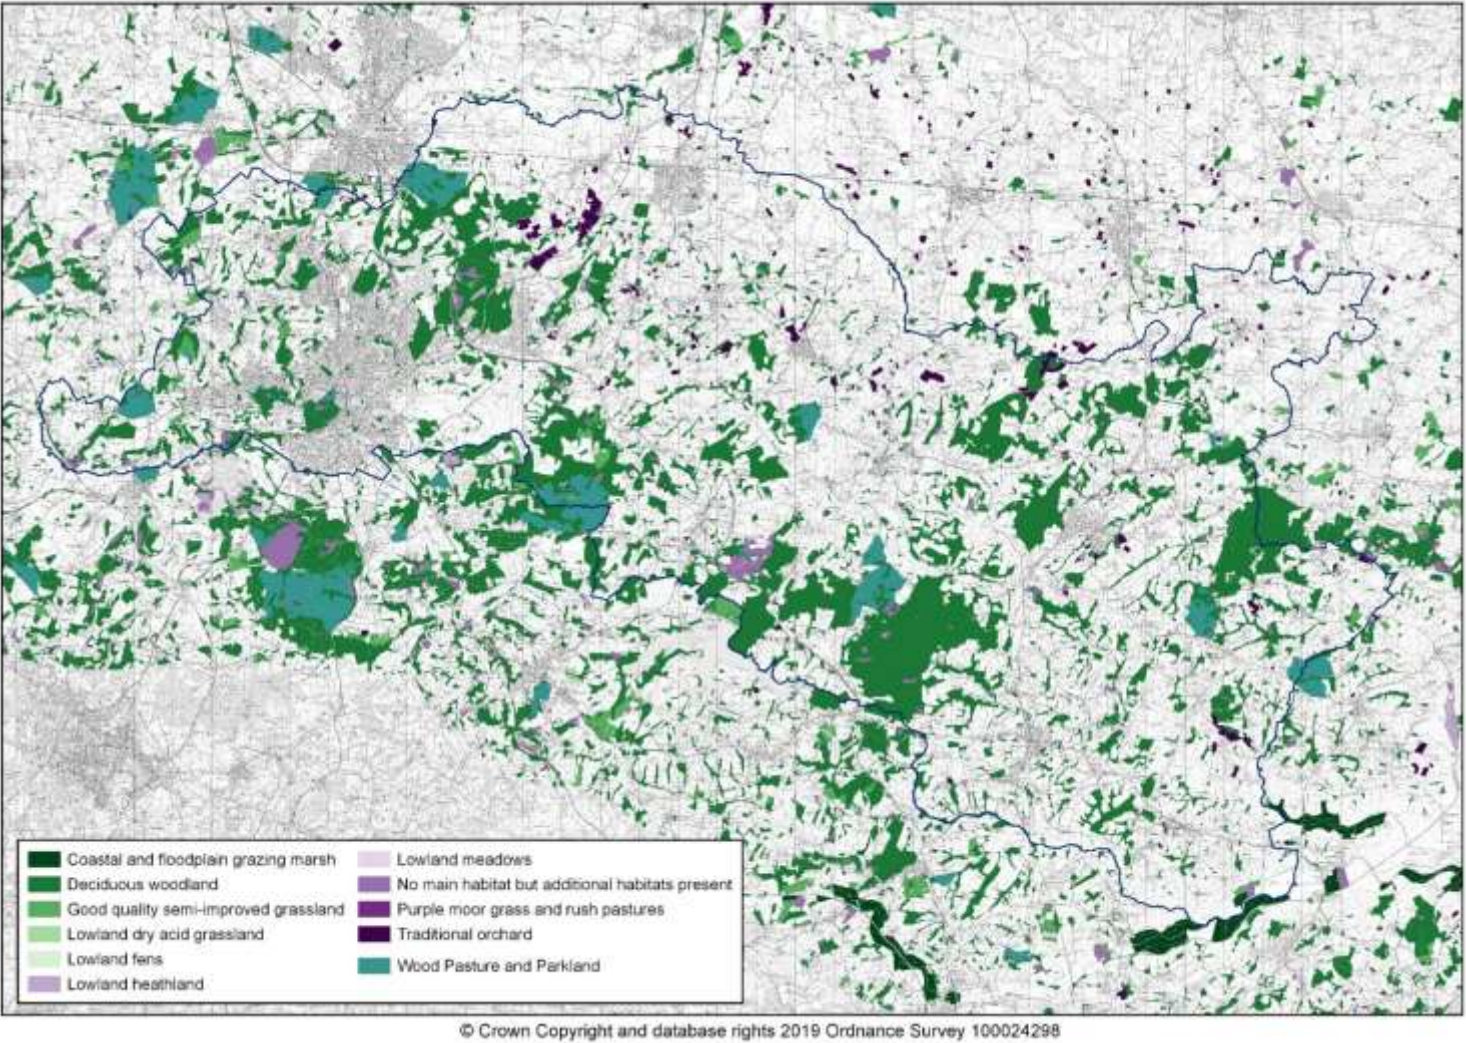 Coastal and floodplain grazing marsh
Deciduous woodland
Good quality semi-improved grassland
Lowland dry acid grassland
Lowland fens
Lowland heathland
Lowland meadows
No main habitat but additional habitats present
Purple moor grass and rush pastures
Traditional orchard
Wood Pasture and Parkland
© Crown Copyright and database rights 2019 Ordnance Survey 100024298